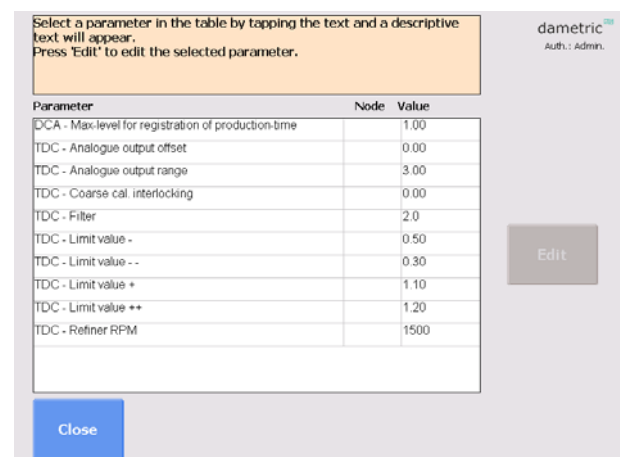 Select a parameter in the table by tapping the text and a descriptive
text will appear.
Press 'Edit' to edit the selected parameter.
dametric
Auth.: Admin.
Parameter Node Value
DCA - Max-level for registration of production-time 1.00
TDC - Analogue output offset 0.00
TDC - Analogue output range 3.00
TDC - Coarse cal. interlocking 0.00
TDC - Filter 2.0
TDC - Limit value - 0.50
TDC - Limit value - - 0.30
TDC - Limit value + 1.10
TDC - Limit value ++ 1.20
TDC - Refiner RPM 1500
Edit
Close